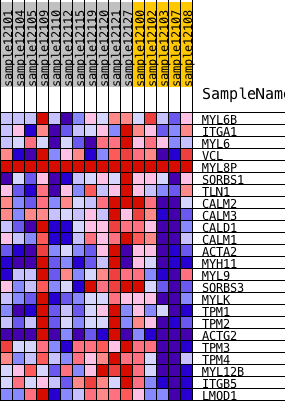 sample12101
sample12104
sample12105
sample12109
sample12110
sample12112
sample12115
sample12119
sample12120
sample12121
sample12122
sample12100
sample12102
sample12103
sample12107
sample12108
SampleName
MYL6B
ITGA1
MYL6
VCL
MYL8P
SORBS1
TLN1
CALM2
CALM3
CALD1
CALM1
ACTA2
MYH11
MYL9
SORBS3
MYLK
TPM1
TPM2
ACTG2
TPM3
TPM4
MYL12B
ITGB5
LMOD1